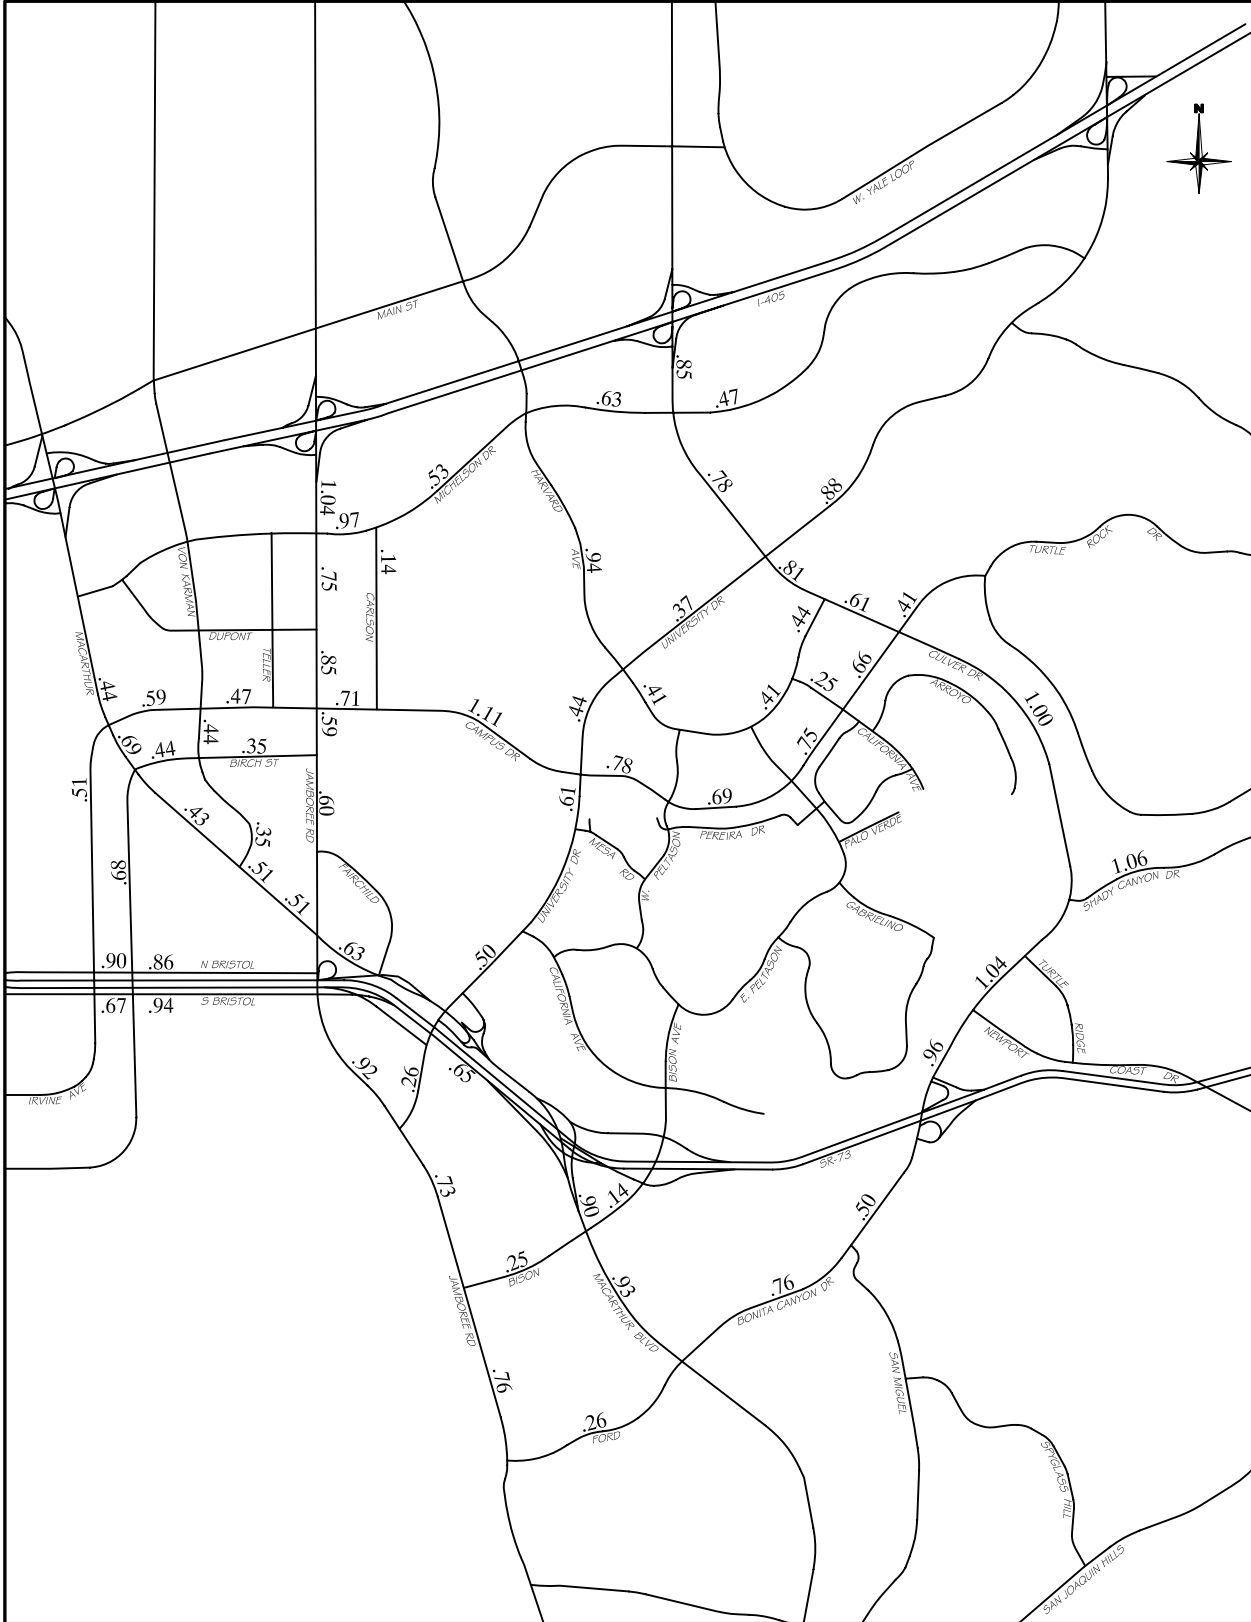 N
W. YALE LOOP
I-405
MAIN ST
.85
.63
.47
.53
MICHELSON DR
HARVARD
AVE
.78
.88
1.04
.97
TURTLE
ROCK
DR
VON KARMAN
.75
.14
.94
.81
CARLSON
.37
UNIVERSITY DR
.44
.61
.41
DUPONT
MACARTHUR
TELLER
.85
.66
CULVER DR
.44
.59
.47
.71
.41
.41
.25
ARROYO
1.00
.44
1.11
CAMPUS DR
.44
.59
.69
.44
.35
BIRCH ST
.75
CALIFORNIA AVE
.78
.51
JAMBOREE RD
.60
.61
.69
PEREIRA DR
.43
.35
PALO VERDE
MESA
RD
W. PELTASON
.89
.51
FAIRCHILD
UNIVERSITY DR
1.06
SHADY CANYON DR
.51
GABRIELINO
.63
.50
.90
.86
N BRISTOL
.67
.94
S BRISTOL
CALIFORNIA AVE
E. PELTASON
1.04
TURTLE
RIDGE
NEWPORT
COAST
DR
.96
BISON AVE
.92
.26
.65
IRVINE AVE
SR-73
.73
.90
.14
.50
.25
BISON
.93
MACARTHUR BLVD
.76
BONITA CANYON DR
JAMBOREE RD
SAN MIGUEL
.76
.26
FORD
SPYGLASS HILL
SAN JOAQUIN HILLS